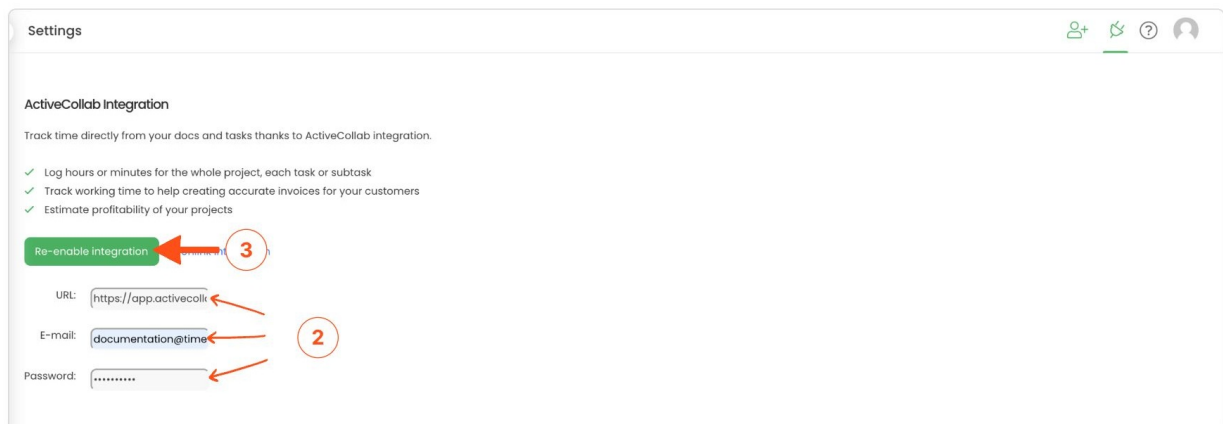 Settings
ActiveCollab Integration
Track time directly from your docs and tasks thanks to ActiveCollab integration.
Log hours or minutes for the whole project, each task or subtask
Track working time to help creating accurate invoices for your customers
Estimate profitability of your projects
Re-enable integration 3
URL: https://app.activecoll
E-mail: documentation@time
2
Password: ••••••••••